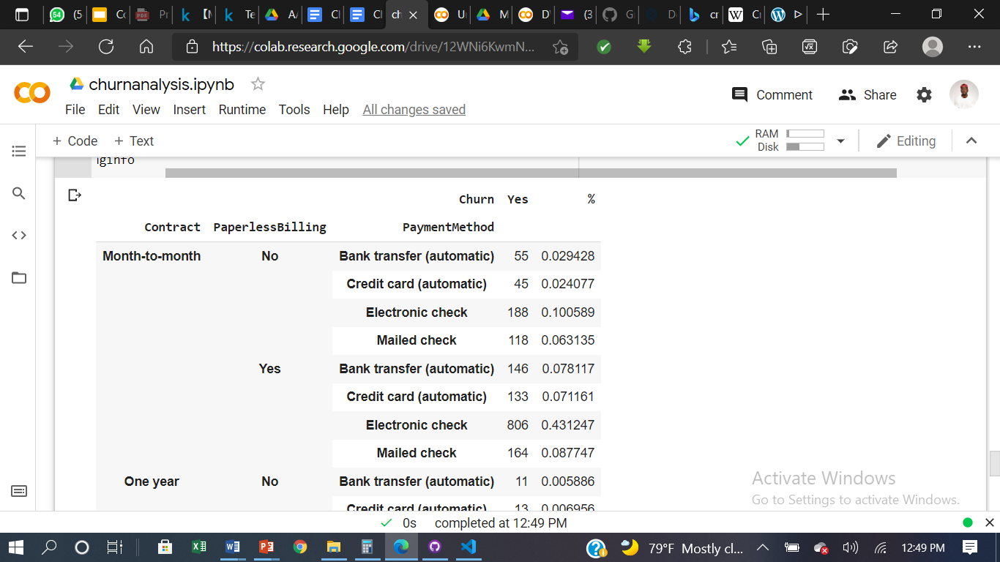 54 (5 Cc Pr k 【I k Te A/ Cl Cl ch Ui M D' (3 G D cr W Ci
https://colab.research.google.com/drive/12WNi6KwmN...
churnanalysis.ipynb
Comment Share
File Edit View Insert Runtime Tools Help All changes saved
+ Code + Text RAM Disk Editing
ginfo
Churn Yes %
Contract PaperlessBilling PaymentMethod
Month-to-month No Bank transfer (automatic) 55 0.029428
Credit card (automatic) 45 0.024077
Electronic check 188 0.100589
Mailed check 118 0.063135
Yes Bank transfer (automatic) 146 0.078117
Credit card (automatic) 133 0.071161
Electronic check 806 0.431247
Mailed check 164 0.087747
One year No Bank transfer (automatic) 11 0.005886
Credit card (automatic) 13 0.006956
Activate Windows
Go to Settings to activate Windows.
0s completed at 12:49 PM
79°F Mostly cl... 12:49 PM